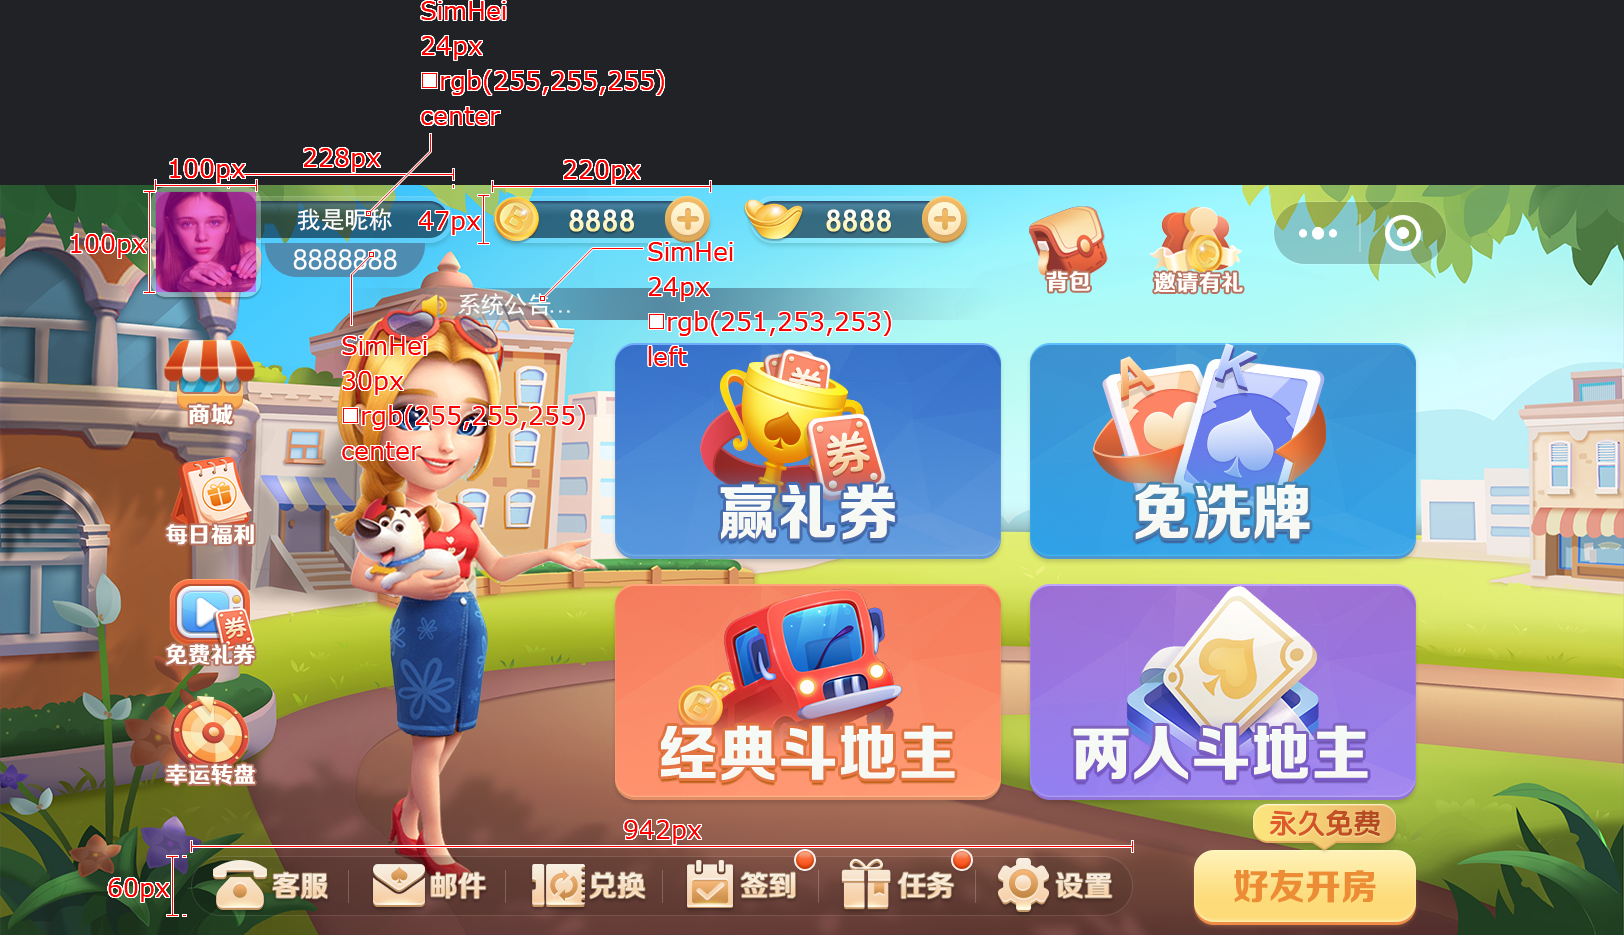 SimHei
24px
rgb(255,255,255)
center
100px
228px
220px
100px
我是昵称
47px
8888
8888
8888888
背包
邀请有礼
系统公告...
SimHei
24px
rgb(251,253,253)
left
SimHei
30px
rgb(255,255,255)
center
商城
每日福利
免费礼券
幸运转盘
券
券
赢礼券
A
K
免洗牌
券
经典斗地主
两人斗地主
942px
60px
客服
邮件
兑换
签到
任务
设置
永久免费
好友开房